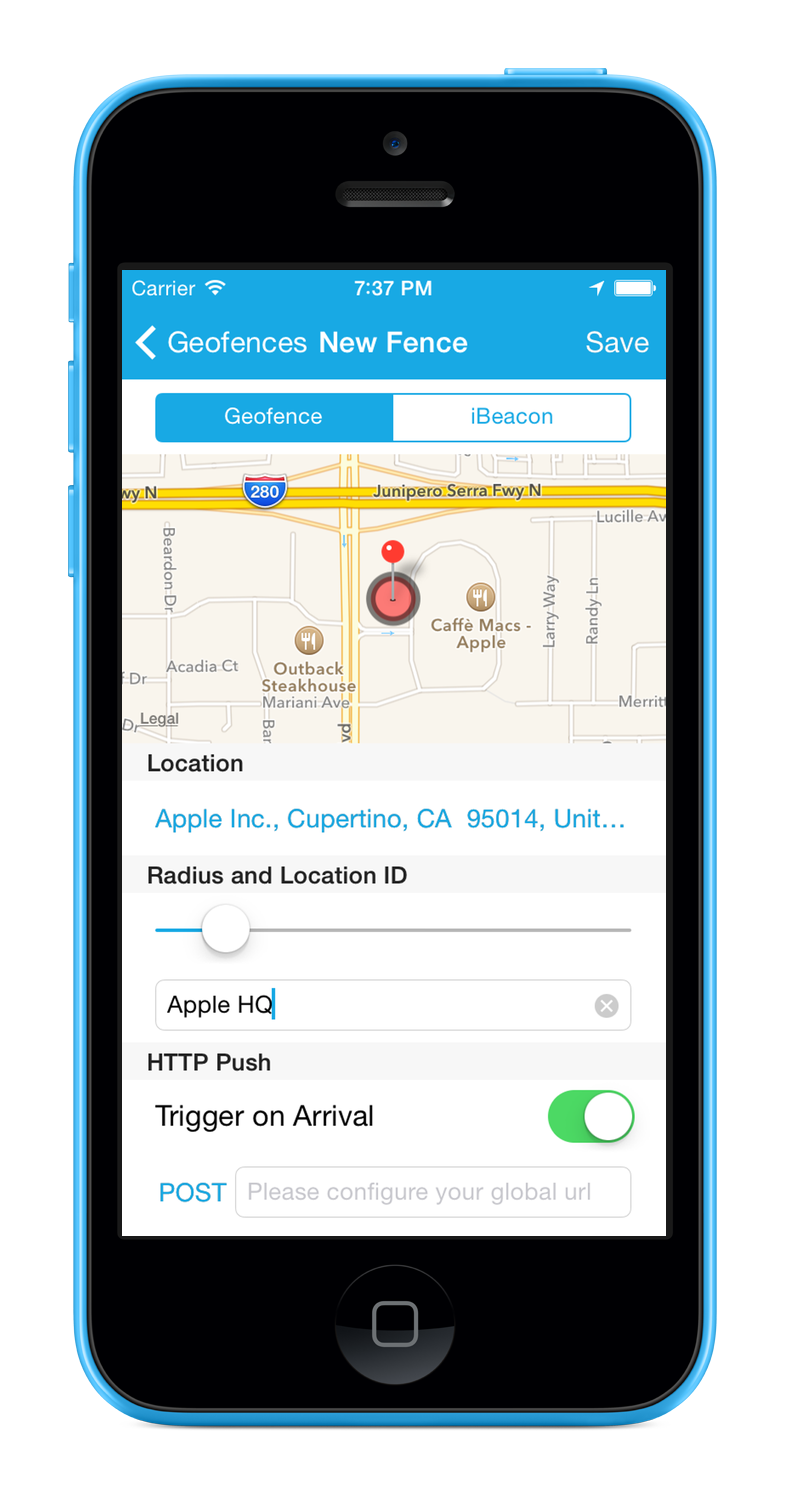 Carrier 7:37 PM
Geofences New Fence Save
Geofence iBeacon
wy N 280 Junipero Serra Fwy N
Lucille Av
Beardon Dr
Larry Way
Randy Ln
Caffè Macs -
Apple
Acadia Ct
Outback
Steakhouse
Dr
Mariani Ave
Merritt
Dr
Legal
Bar
vd
Location
Apple Inc., Cupertino, CA 95014, Unit…
Radius and Location ID
Apple HQ
HTTP Push
Trigger on Arrival
POST Please configure your global url